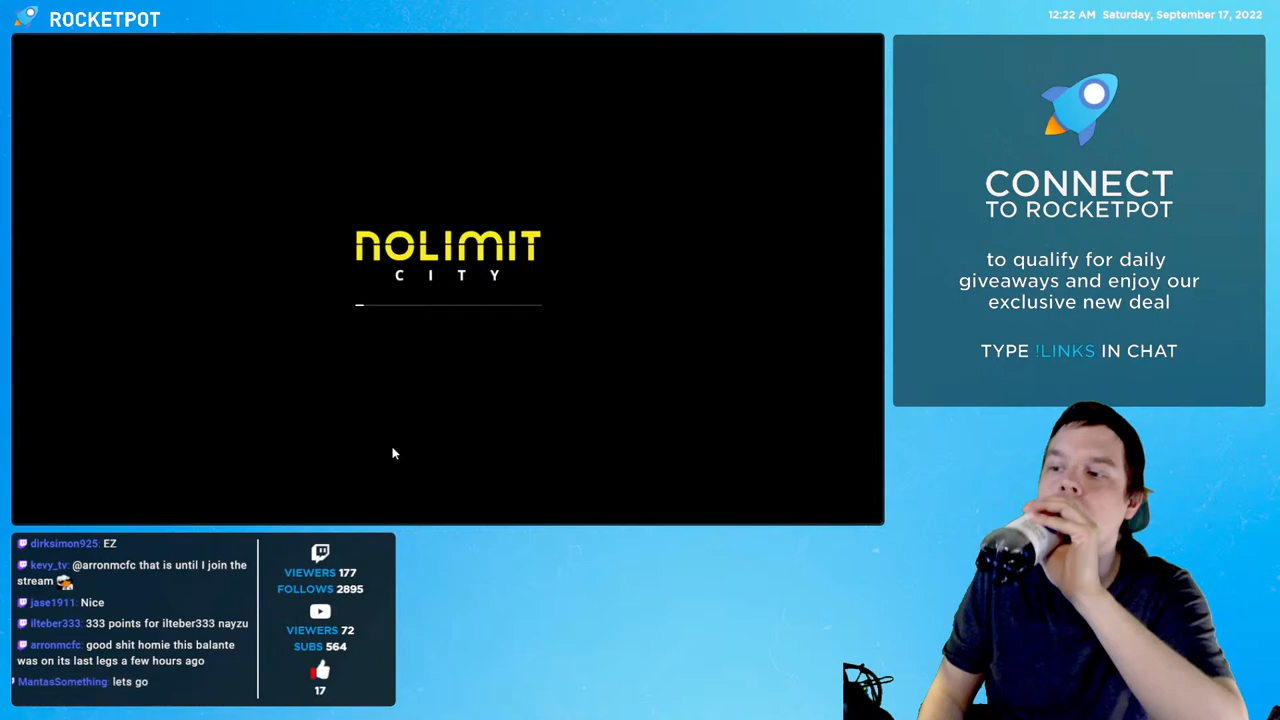 ROCKETPOT
12:22 AM Saturday, September 17, 2022
NOLIMIT
CITY
CONNECT
TO ROCKETPOT
to qualify for daily
giveaways and enjoy our
exclusive new deal
TYPE !LINKS IN CHAT
dirksimon925: EZ
kevy_tv: @arronmcfc that is until I join the
stream
jase1911: Nice
ilteber333: 333 points for ilteber333 nayzu
arronmcfc: good shit homie this balante
was on its last legs a few hours ago
MantasSomething: lets go
VIEWERS 177
FOLLOWS 2895
VIEWERS 72
SUBS 564
17